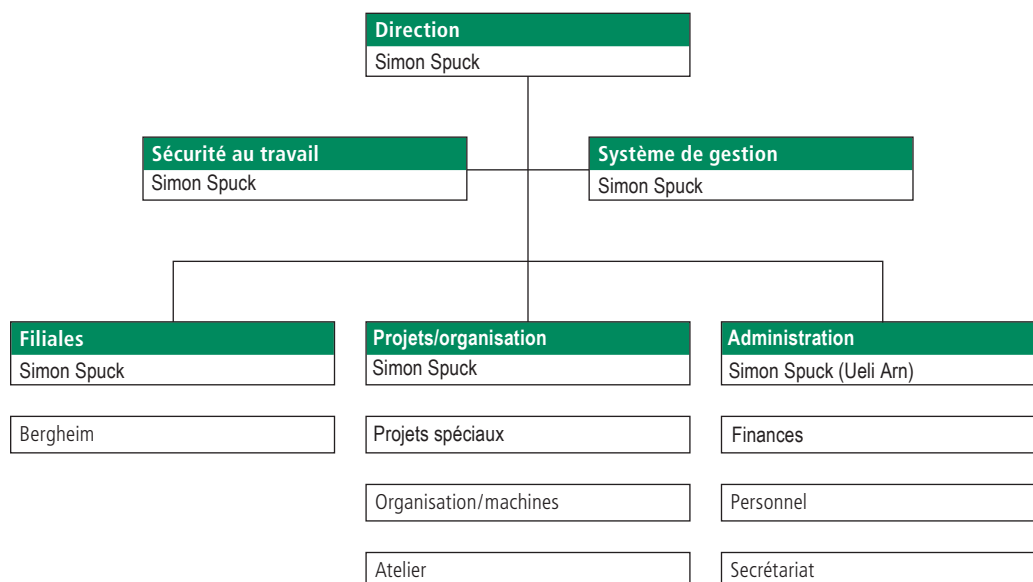 Direction
Simon Spuck
Sécurité au travail
Simon Spuck
Système de gestion
Simon Spuck
Filiales
Simon Spuck
Bergheim
Projets/organisation
Simon Spuck
Projets spéciaux
Organisation/machines
Atelier
Administration
Simon Spuck (Ueli Arn)
Finances
Personnel
Secrétariat